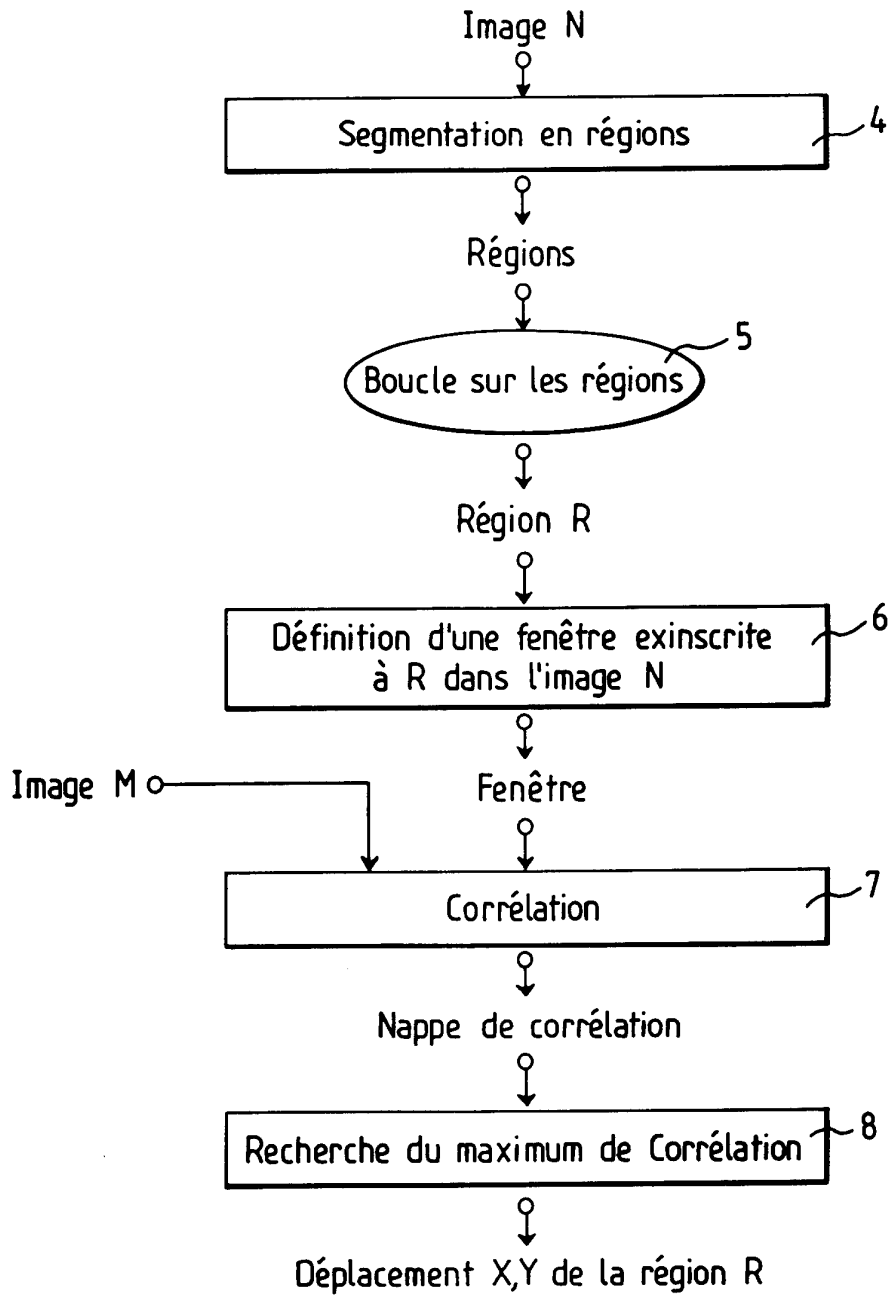 Image N
Segmentation en régions
4
Régions
5
Boucle sur les régions
Région R
6
Définition d'une fenêtre exinscrite
à R dans l'image N
Image M
Fenêtre
7
Corrélation
Nappe de corrélation
8
Recherche du maximum de Corrélation
Déplacement X,Y de la région R